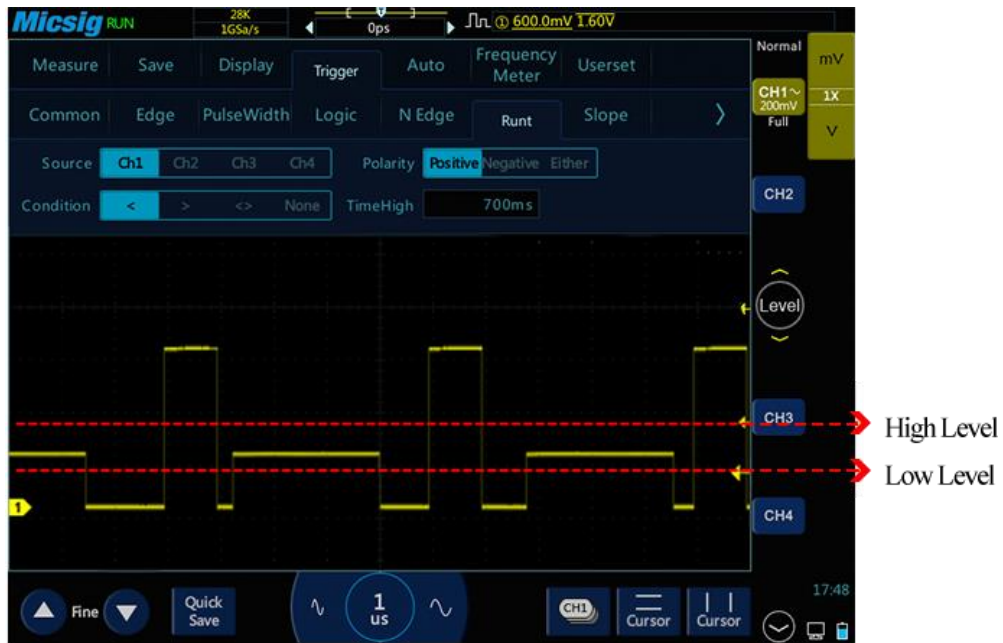 Micsig RUN 28K 1GSa/s 0ps ① 600.0mV 1.60V
Measure Save Display Trigger Auto Frequency Meter Userset
Common Edge PulseWidth Logic N Edge Runt Slope >
Source Ch1 Ch2 Ch3 Ch4 Polarity Positive Negative Either
Condition < > <> None TimeHigh 700ms
Normal
mV
CH1~
200mV
Full
1X
V
CH2
Level
CH3
High Level
Low Level
1
CH4
Fine
Quick
Save
1
us
CH1
Cursor
Cursor
17:48